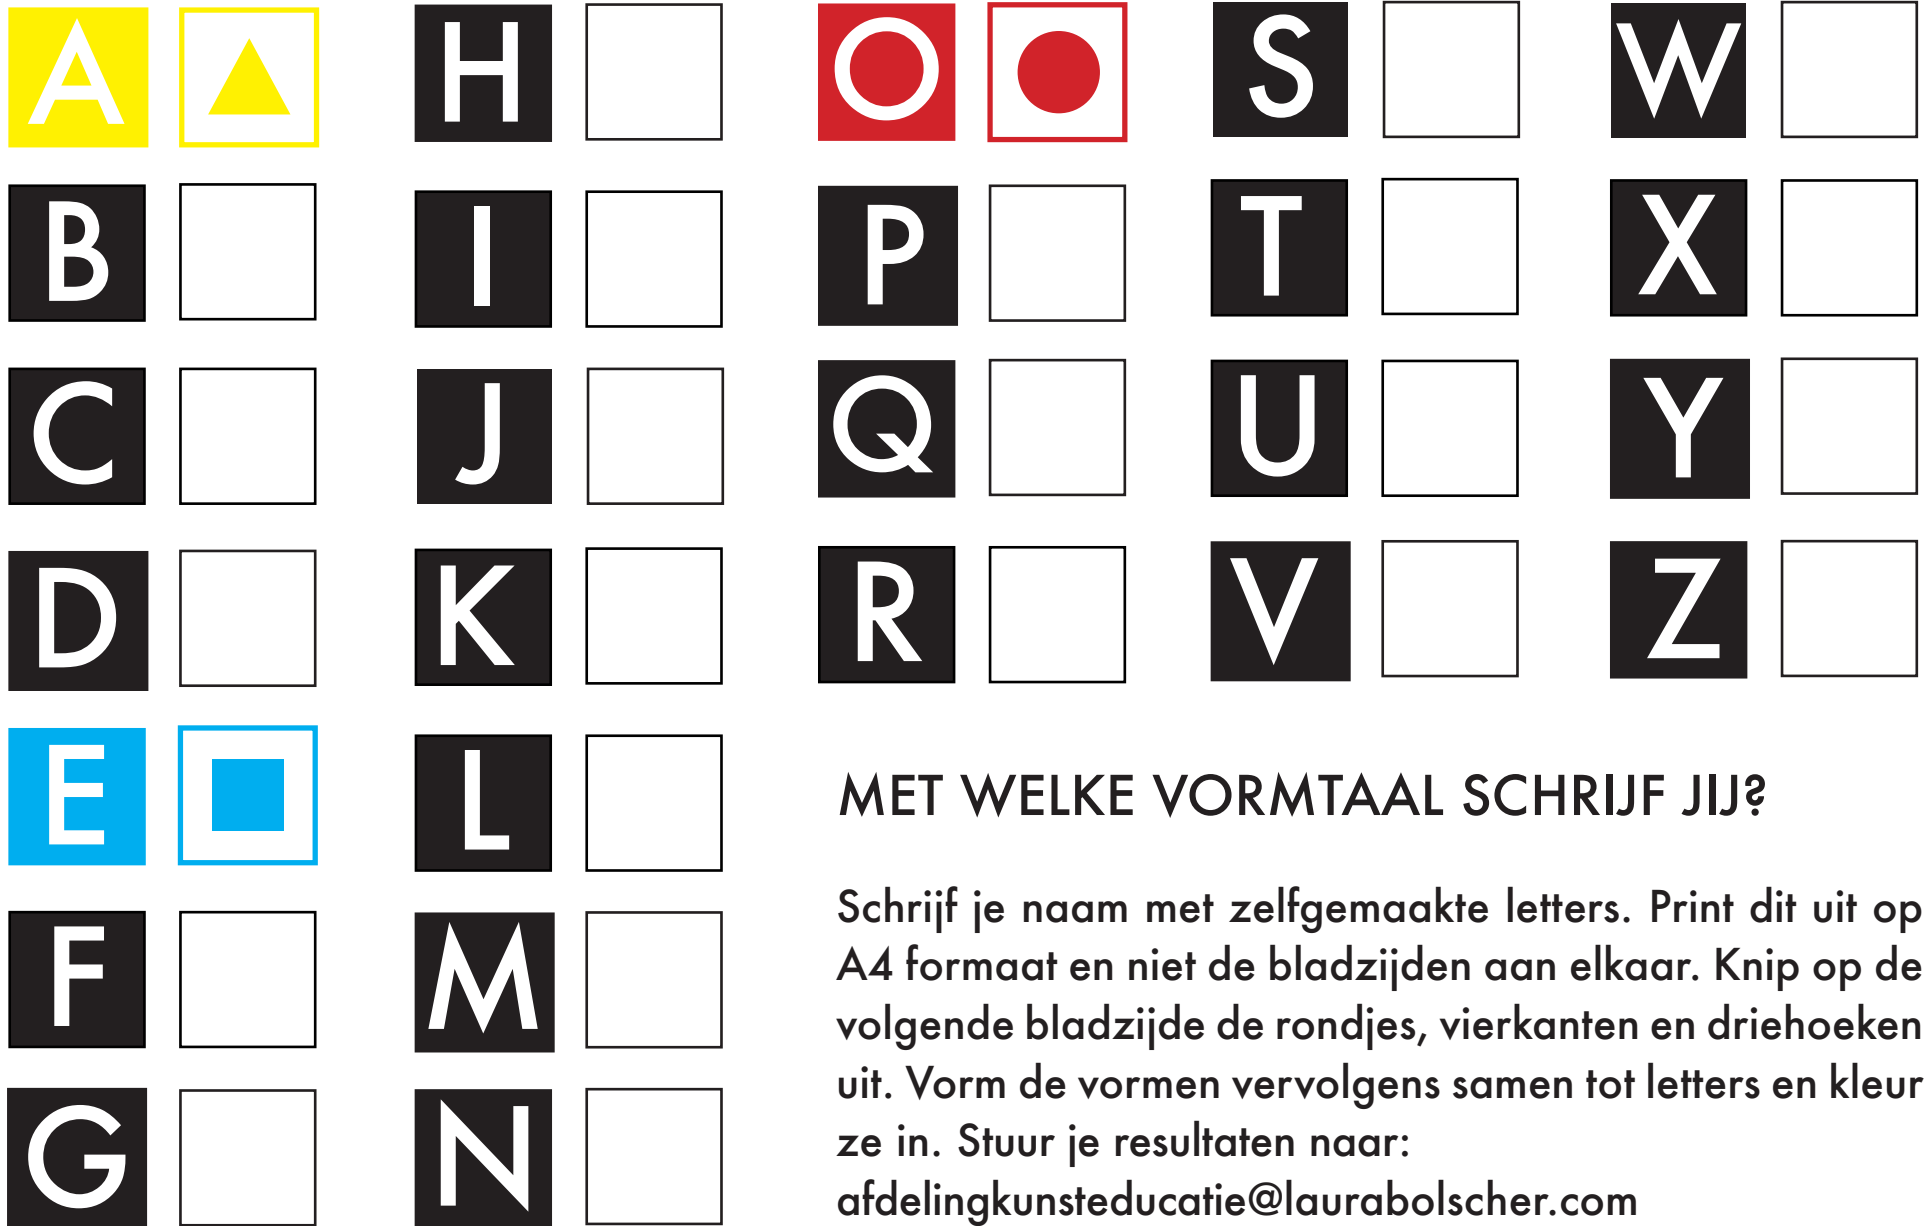 A
B
C
D
E
F
G
H
I
J
K
L
M
N
O
P
Q
R
S
T
U
V
W
X
Y
Z
MET WELKE VORMTAAL SCHRIJF JIJ?
Schrijf je naam met zelfgemaakte letters. Print dit uit op
A4 formaat en niet de bladzijden aan elkaar. Knip op de
volgende bladzijde de rondjes, vierkanten en driehoeken
uit. Vorm de vormen vervolgens samen tot letters en kleur
ze in. Stuur je resultaten naar:
afdelingkunsteducatie@laurabolscher.com